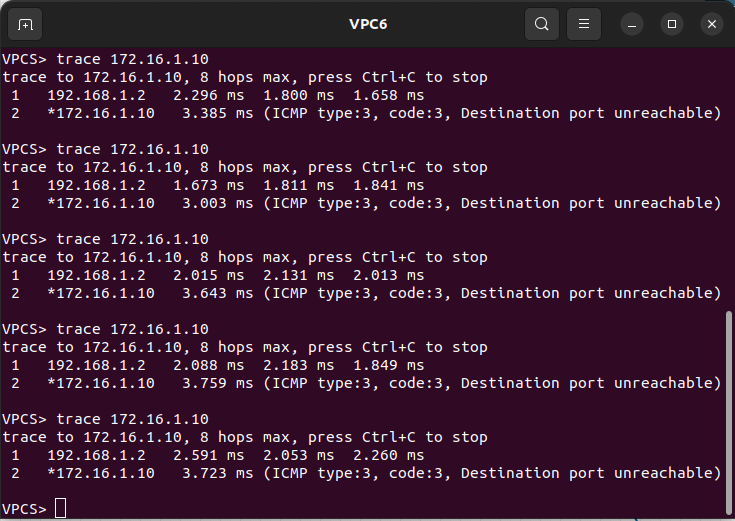 VPC6
VPCS> trace 172.16.1.10
trace to 172.16.1.10, 8 hops max, press Ctrl+C to stop
 1   192.168.1.2   2.296 ms  1.800 ms  1.658 ms
 2   *172.16.1.10   3.385 ms (ICMP type:3, code:3, Destination port unreachable)

VPCS> trace 172.16.1.10
trace to 172.16.1.10, 8 hops max, press Ctrl+C to stop
 1   192.168.1.2   1.673 ms  1.811 ms  1.841 ms
 2   *172.16.1.10   3.003 ms (ICMP type:3, code:3, Destination port unreachable)

VPCS> trace 172.16.1.10
trace to 172.16.1.10, 8 hops max, press Ctrl+C to stop
 1   192.168.1.2   2.015 ms  2.131 ms  2.013 ms
 2   *172.16.1.10   3.643 ms (ICMP type:3, code:3, Destination port unreachable)

VPCS> trace 172.16.1.10
trace to 172.16.1.10, 8 hops max, press Ctrl+C to stop
 1   192.168.1.2   2.088 ms  2.183 ms  1.849 ms
 2   *172.16.1.10   3.759 ms (ICMP type:3, code:3, Destination port unreachable)

VPCS> trace 172.16.1.10
trace to 172.16.1.10, 8 hops max, press Ctrl+C to stop
 1   192.168.1.2   2.591 ms  2.053 ms  2.260 ms
 2   *172.16.1.10   3.723 ms (ICMP type:3, code:3, Destination port unreachable)

VPCS>